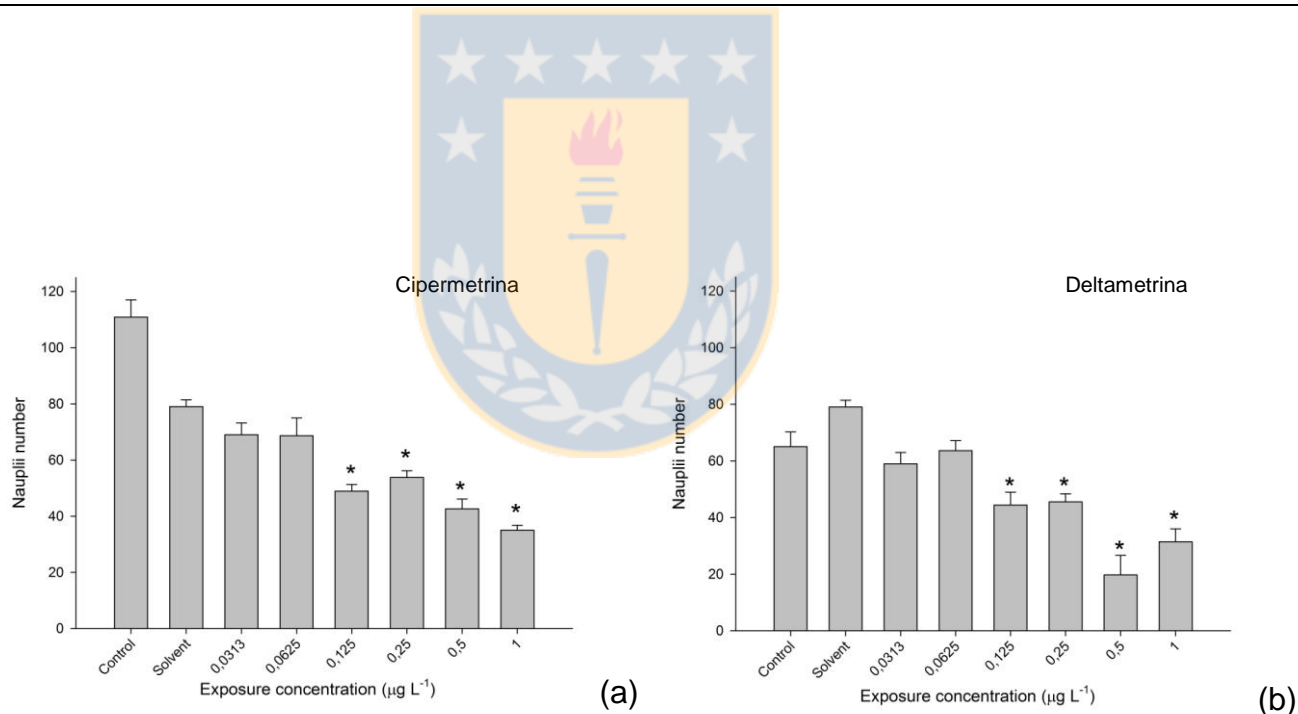 Cipermetrina
120
100
80
60
40
20
0
Nauplii number
*
*
*
*
Control
Solvent
0,0313
0,0625
0,125
0,25
0,5
1
Exposure concentration (µg L⁻¹)
(a)
Deltametrina
120
100
80
60
40
20
0
Nauplii number
*
*
*
*
Control
Solvent
0,0313
0,0625
0,125
0,25
0,5
1
Exposure concentration (µg L⁻¹)
(b)